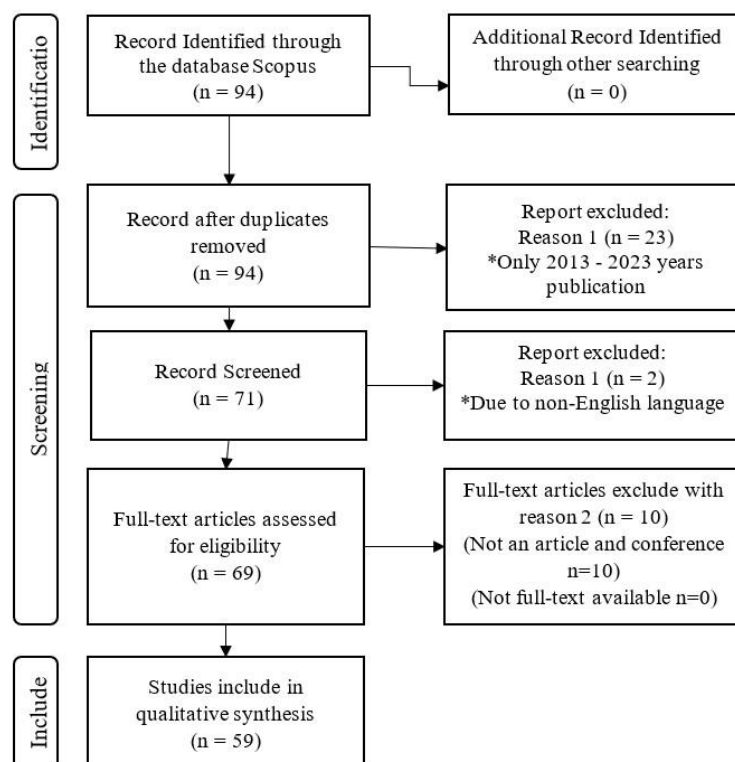 Identificatio
Record Identified through
the database Scopus
(n = 94)
Additional Record Identified
through other searching
(n = 0)
Screening
Record after duplicates
removed
(n = 94)
Report excluded:
Reason 1 (n = 23)
*Only 2013 - 2023 years
publication
Record Screened
(n = 71)
Report excluded:
Reason 1 (n = 2)
*Due to non-English language
Full-text articles assessed
for eligibility
(n = 69)
Full-text articles exclude with
reason 2 (n = 10)
(Not an article and conference
n=10)
(Not full-text available n=0)
Include
Studies include in
qualitative synthesis
(n = 59)